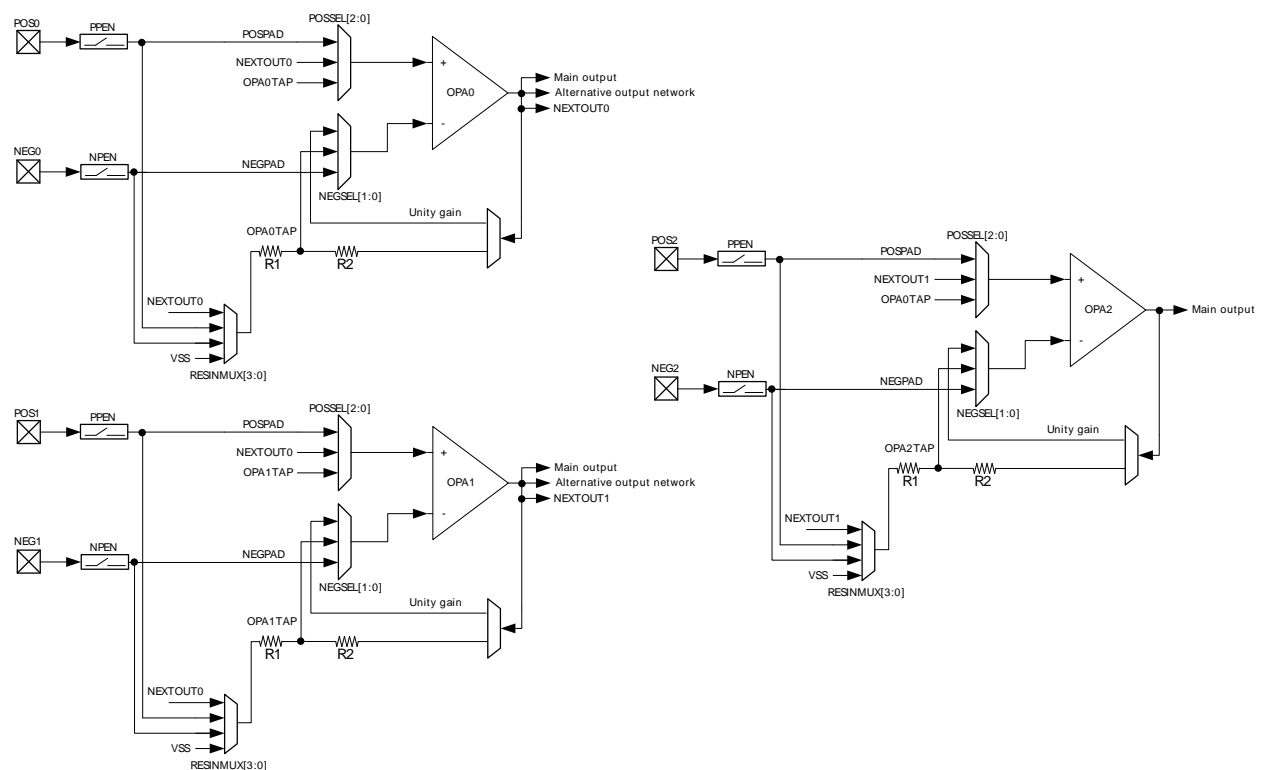 POS0
PPEN
POSSEL[2:0]
POSPAD
NEXTOUT0
OPA0TAP
+
OPA0
-
Main output
Alternative output network
NEXTOUT0
NEG0
NPEN
NEGPAD
NEGSEL[1:0]
Unity gain
OPA0TAP
R1
R2
NEXTOUT0
VSS
RESINMUX[3:0]
POS1
PPEN
POSSEL[2:0]
POSPAD
NEXTOUT0
OPA1TAP
+
OPA1
-
Main output
Alternative output network
NEXTOUT1
NEG1
NPEN
NEGPAD
NEGSEL[1:0]
Unity gain
OPA1TAP
R1
R2
NEXTOUT0
VSS
RESINMUX[3:0]
POS2
PPEN
POSSEL[2:0]
POSPAD
NEXTOUT1
OPA0TAP
+
OPA2
-
Main output
NEG2
NPEN
NEGPAD
NEGSEL[1:0]
Unity gain
OPA2TAP
R1
R2
NEXTOUT1
VSS
RESINMUX[3:0]